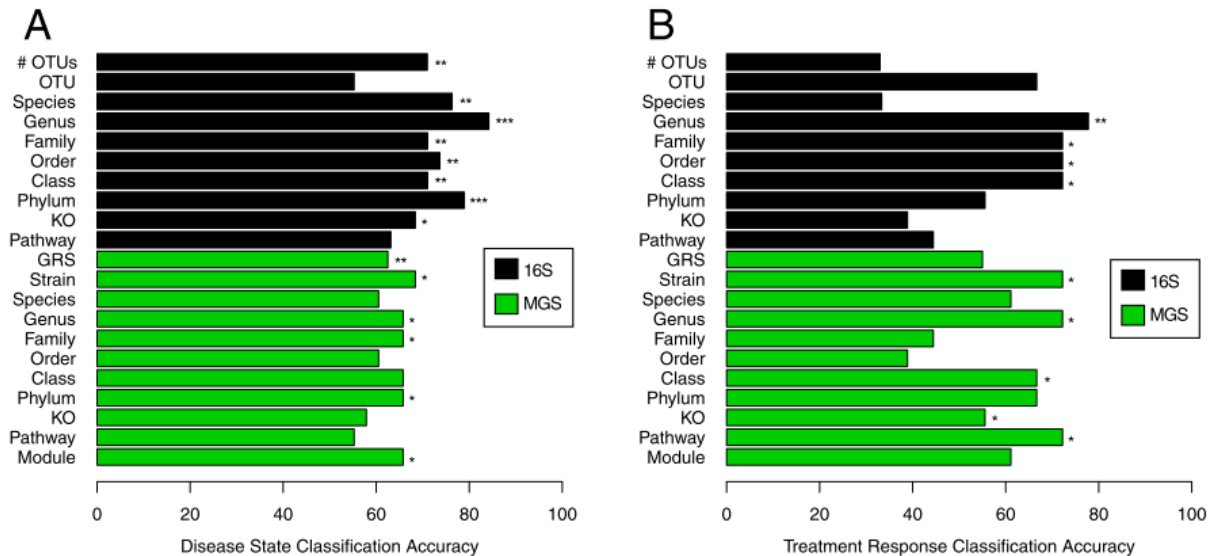 A
# OTUs
**
OTU
Species
**
Genus
***
Family
**
Order
**
Class
**
Phylum
***
KO
*
Pathway
GRS
**
Strain
*
Species
Genus
*
Family
*
Order
Class
Phylum
*
KO
Pathway
Module
*
16S
MGS
0 20 40 60 80 100
Disease State Classification Accuracy
B
# OTUs
OTU
Species
Genus
**
Family
*
Order
*
Class
*
Phylum
KO
Pathway
GRS
Strain
*
Species
Genus
*
Family
Order
Class
*
Phylum
KO
*
Pathway
*
Module
16S
MGS
0 20 40 60 80 100
Treatment Response Classification Accuracy